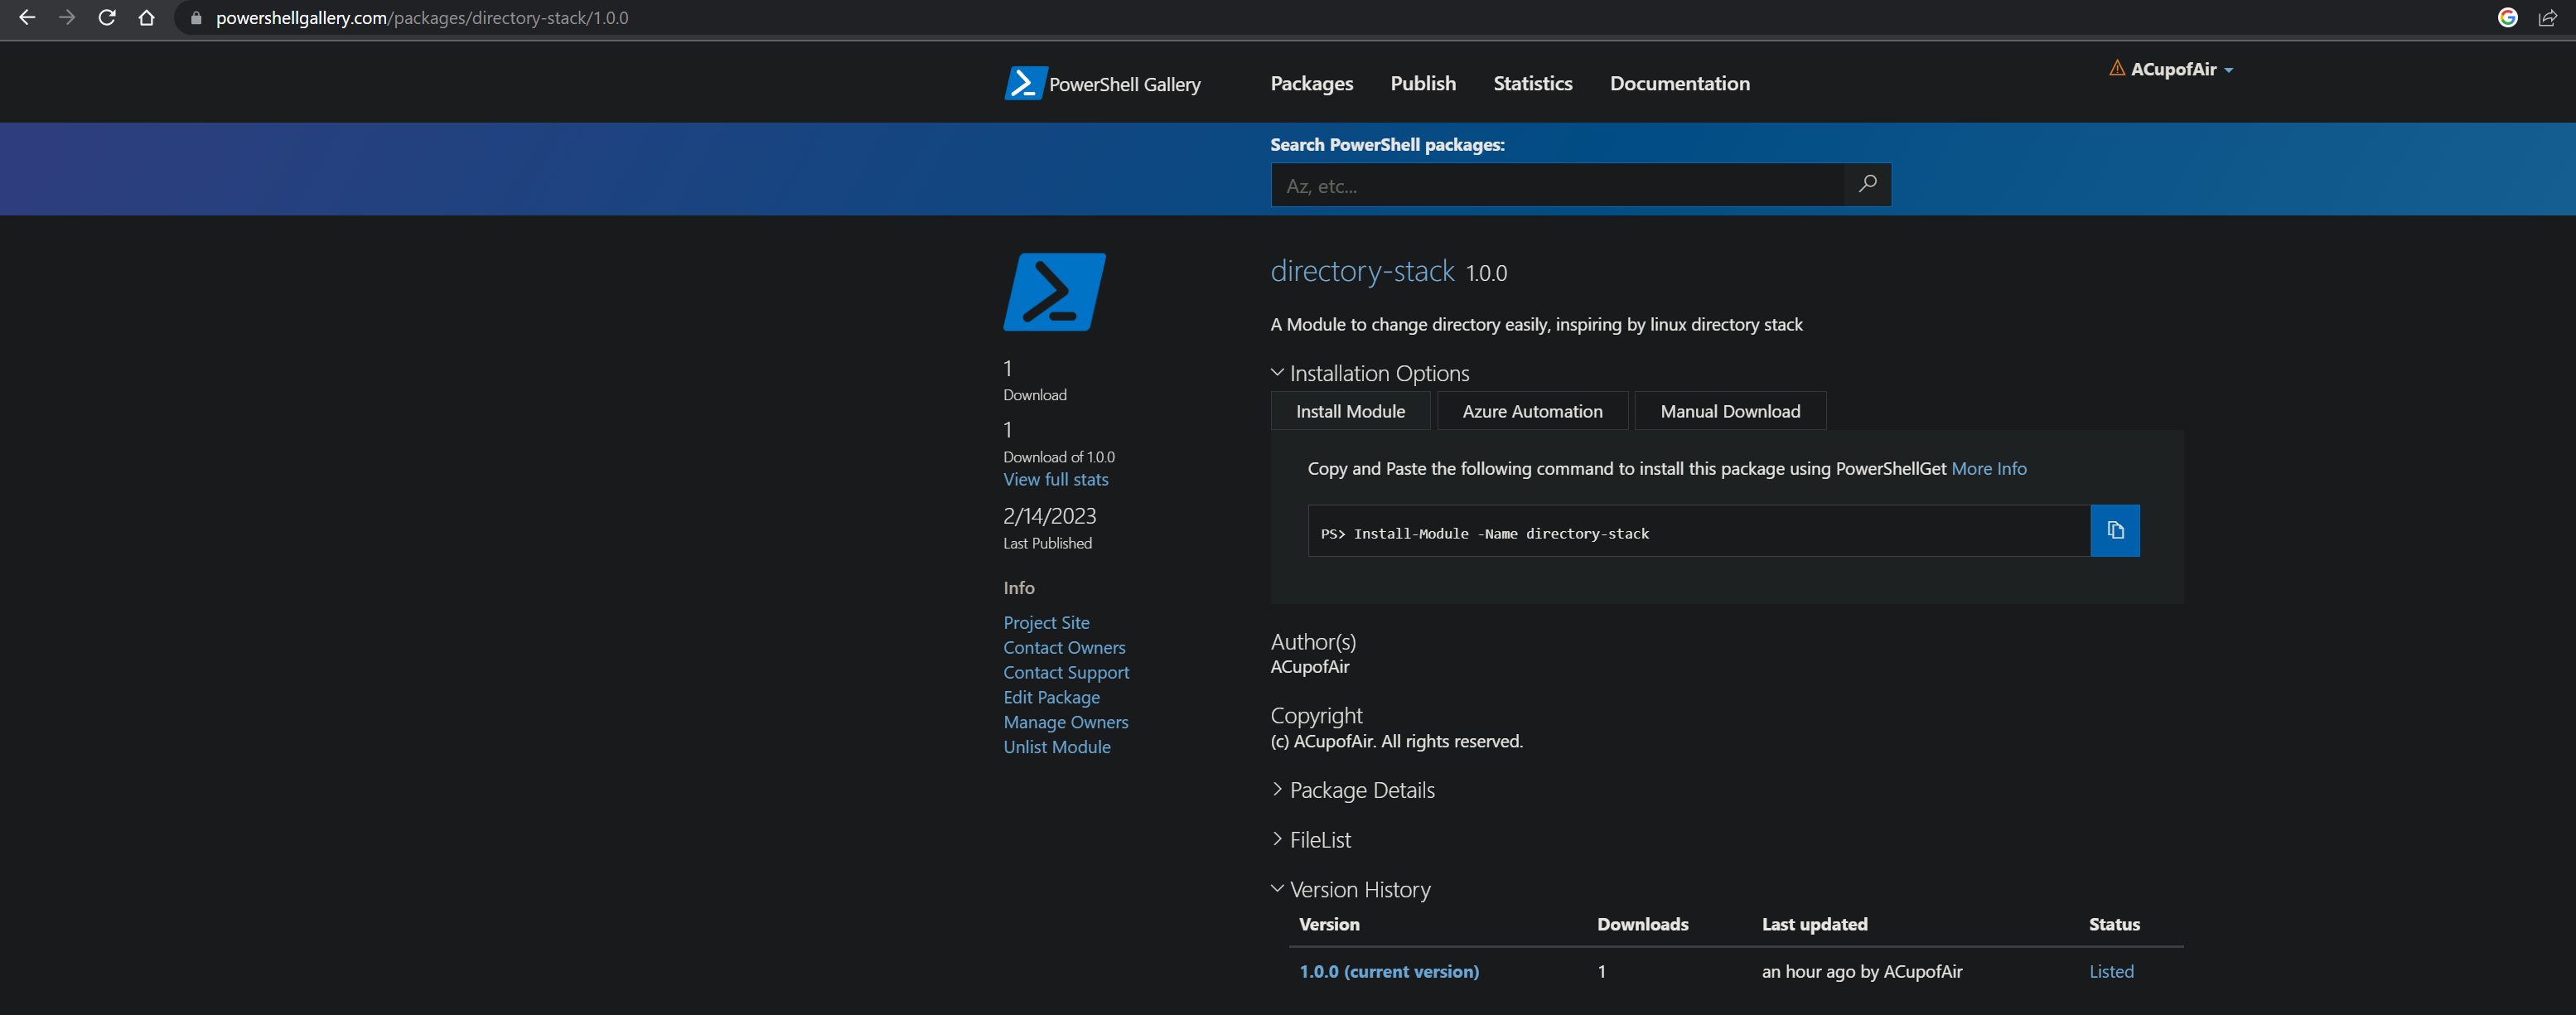 powershellgallery.com/packages/directory-stack/1.0.0
PowerShell Gallery
Packages Publish Statistics Documentation
ACupofAir
Search PowerShell packages:
Az, etc...
1
Download
1
Download of 1.0.0
View full stats
2/14/2023
Last Published
Info
Project Site
Contact Owners
Contact Support
Edit Package
Manage Owners
Unlist Module
directory-stack 1.0.0
A Module to change directory easily, inspiring by linux directory stack
Installation Options
Install Module Azure Automation Manual Download
Copy and Paste the following command to install this package using PowerShellGet More Info
PS> Install-Module -Name directory-stack
Author(s)
ACupofAir
Copyright
(c) ACupofAir. All rights reserved.
Package Details
FileList
Version History
Version Downloads Last updated Status
1.0.0 (current version) 1 an hour ago by ACupofAir Listed